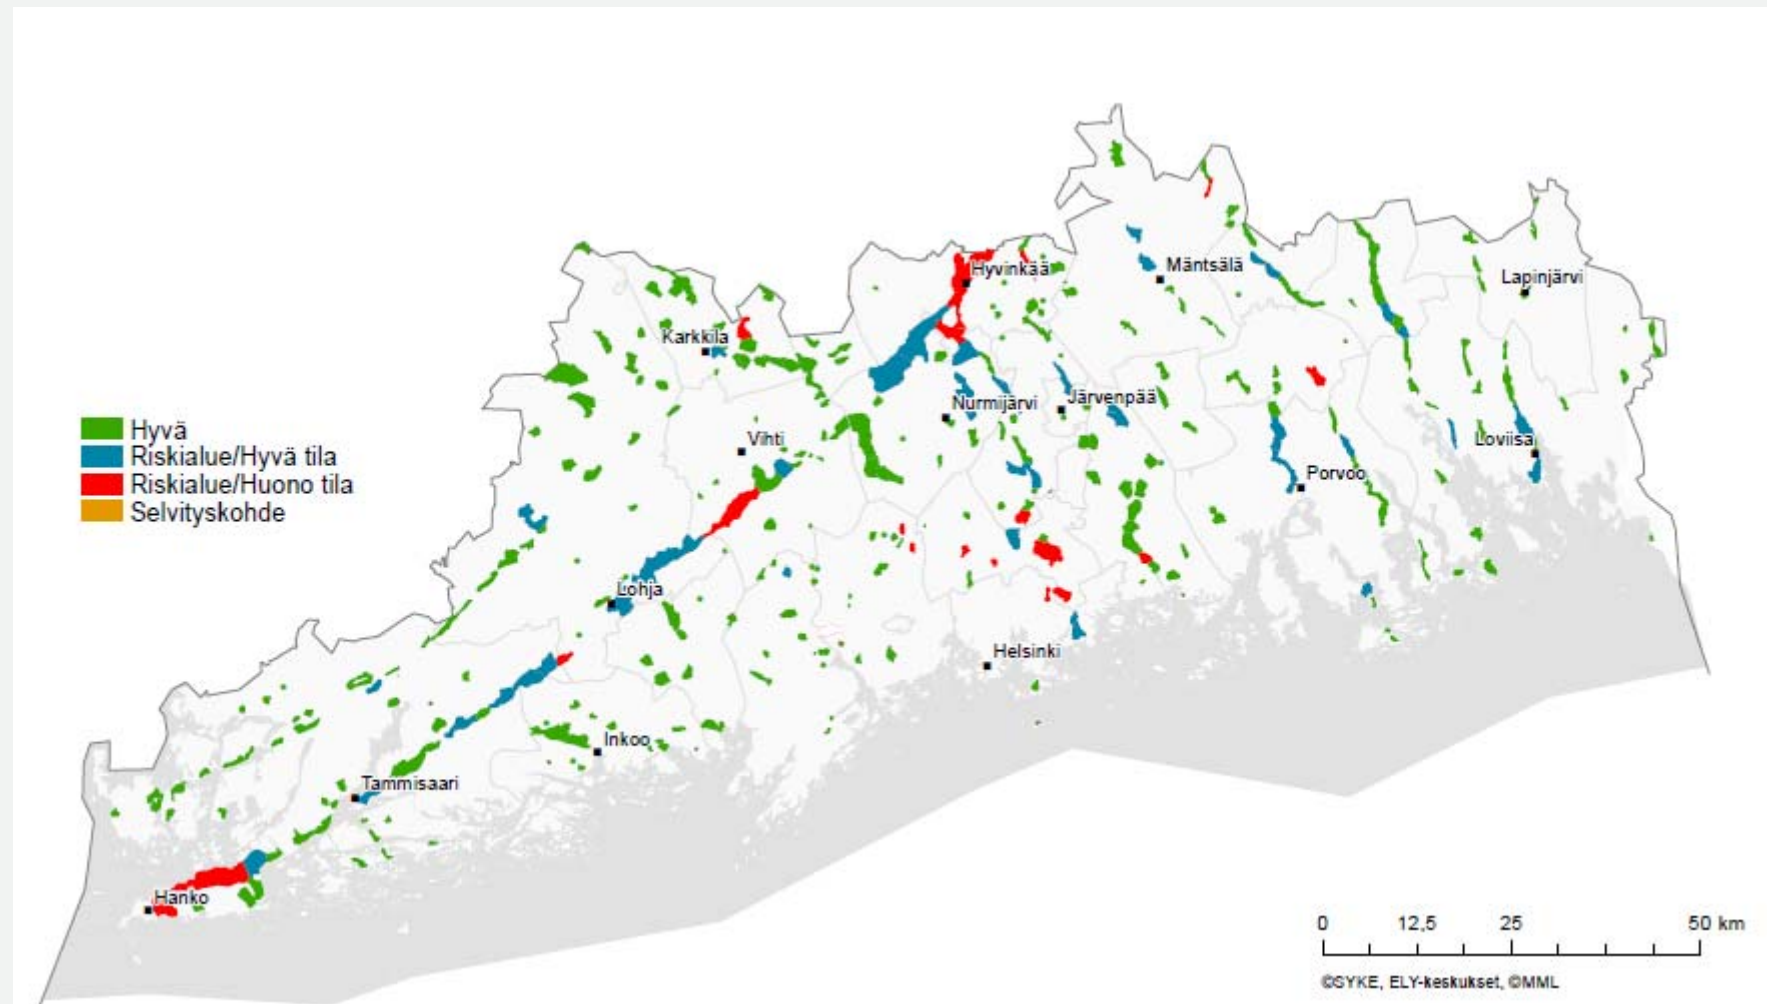 Hyvinkää
Mäntsälä
Lapinjärvi
Karkkila
Nurmijärvi
Järvenpää
Hyvä
Riskialue/Hyvä tila
Riskialue/Huono tila
Selvityskohde
Vihti
Loviisa
Porvoo
Lohja
Helsinki
Inkoo
Tammisaari
Hanko
0 12,5 25 50 km
©SYKE, ELY-keskukset, ©MML